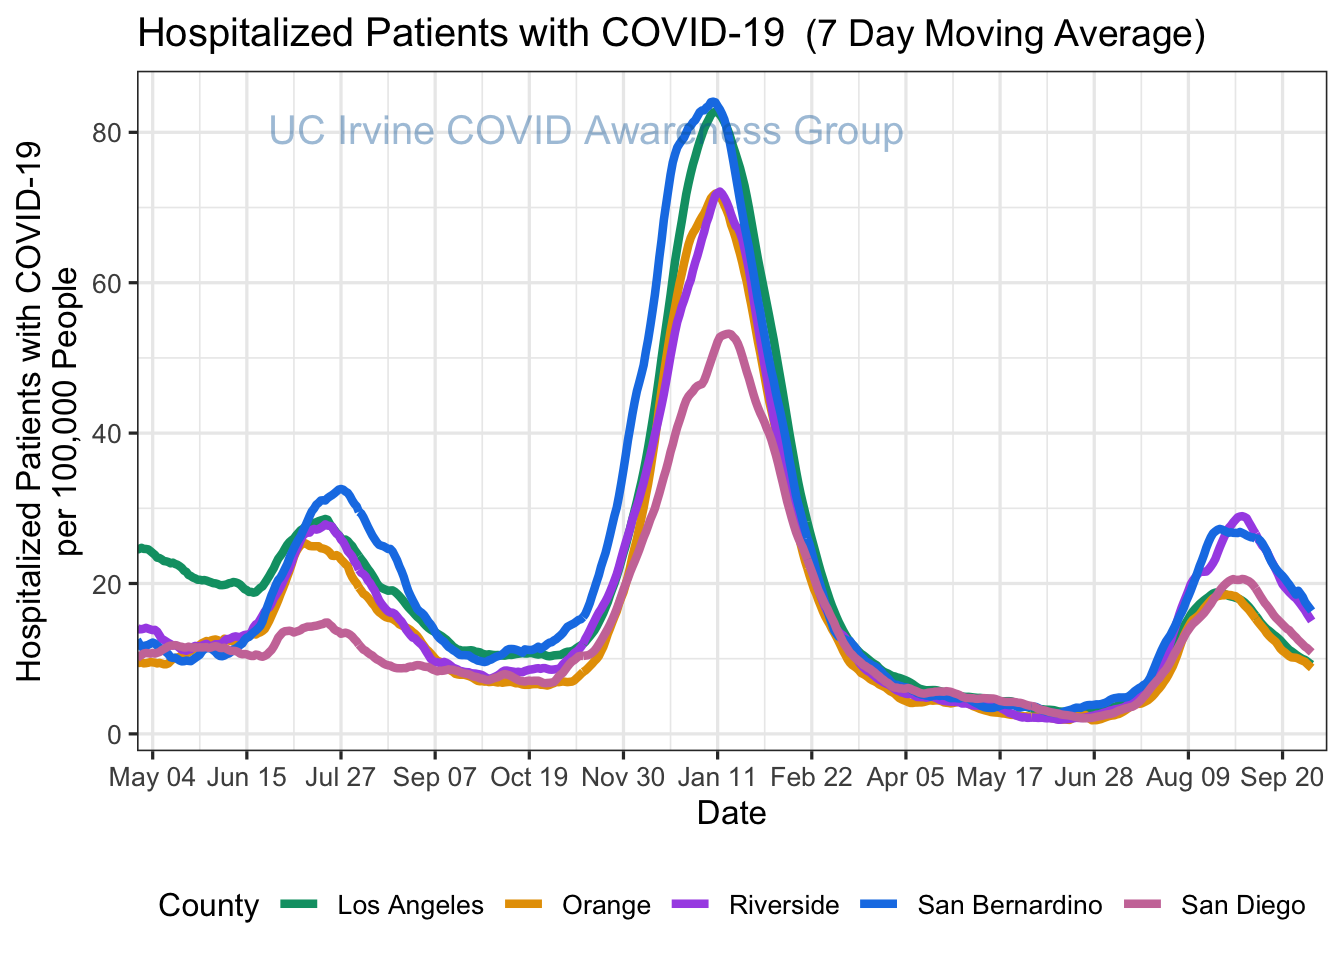 Hospitalized Patients with COVID-19 (7 Day Moving Average)
Hospitalized Patients with COVID-19
per 100,000 People
80
60
40
20
0
UC Irvine COVID Awareness Group
May 04 Jun 15 Jul 27 Sep 07 Oct 19 Nov 30 Jan 11 Feb 22 Apr 05 May 17 Jun 28 Aug 09 Sep 20
Date
County Los Angeles Orange Riverside San Bernardino San Diego